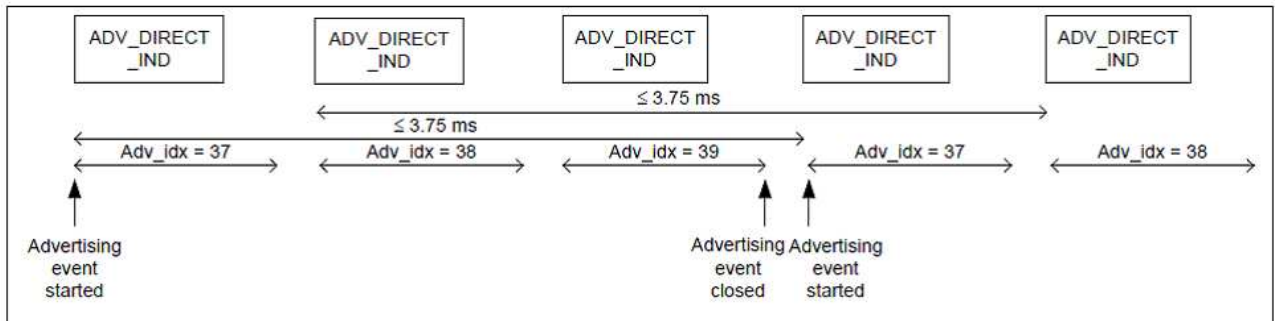 ADV_DIRECT
_IND
ADV_DIRECT
_IND
ADV_DIRECT
_IND
ADV_DIRECT
_IND
ADV_DIRECT
_IND
≤ 3.75 ms
≤ 3.75 ms
Adv_idx = 37
Adv_idx = 38
Adv_idx = 39
Adv_idx = 37
Adv_idx = 38
Advertising
event
started
Advertising
event
closed
Advertising
event
started